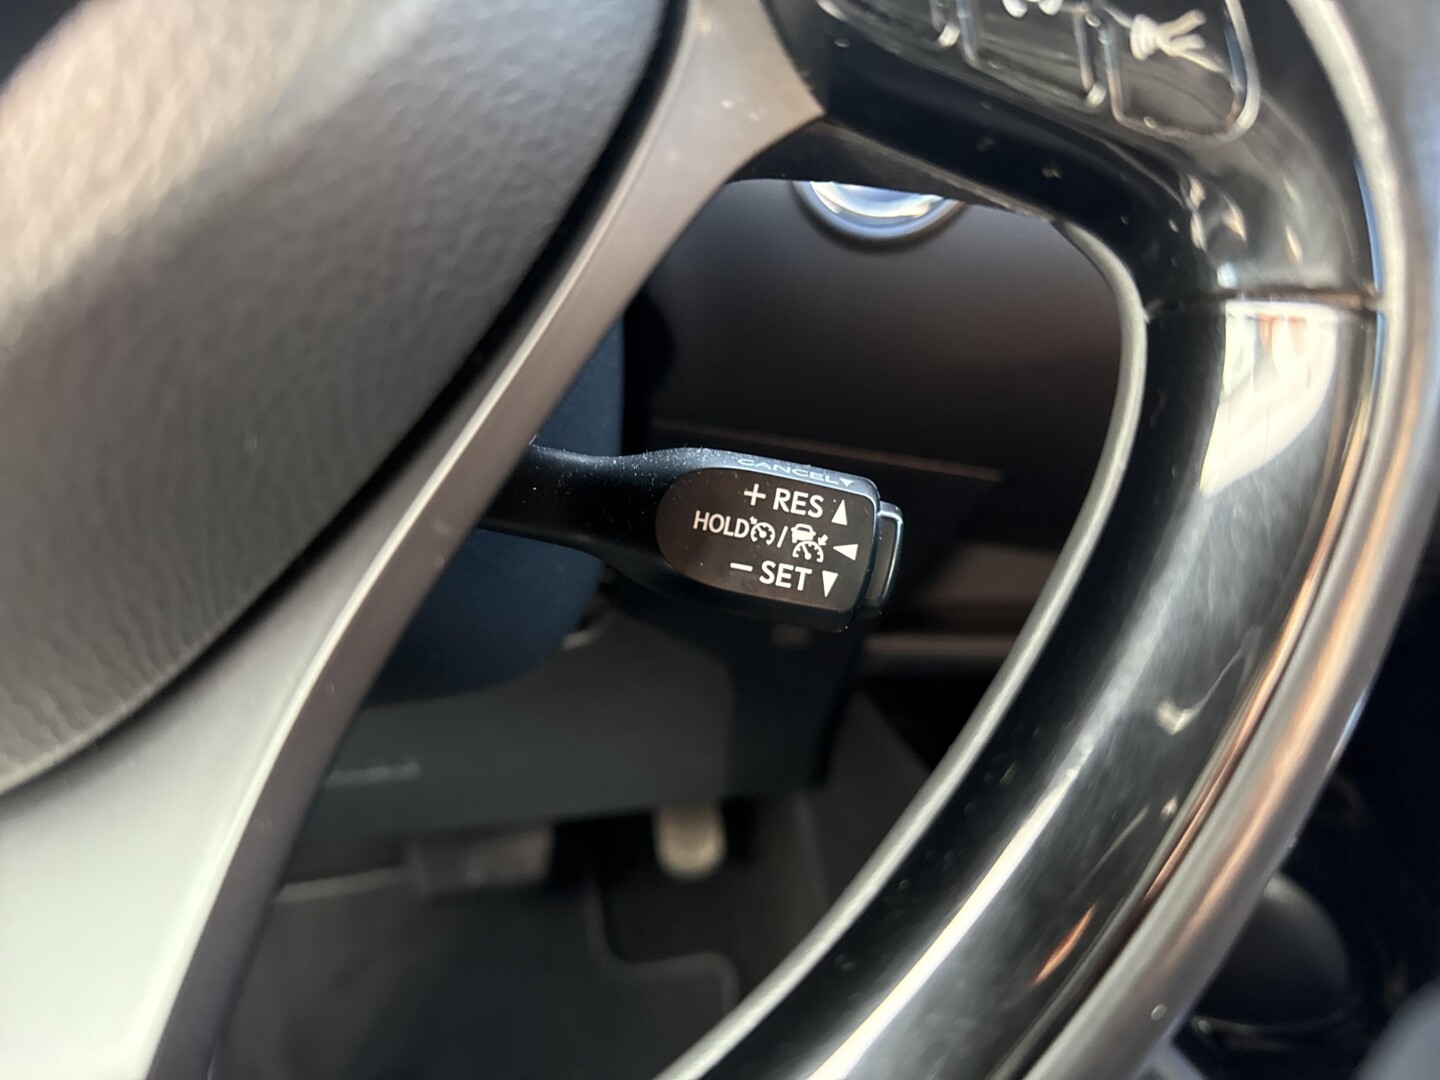 CANCEL▼
+ RES ▲
HOLD / ◄
− SET ▼